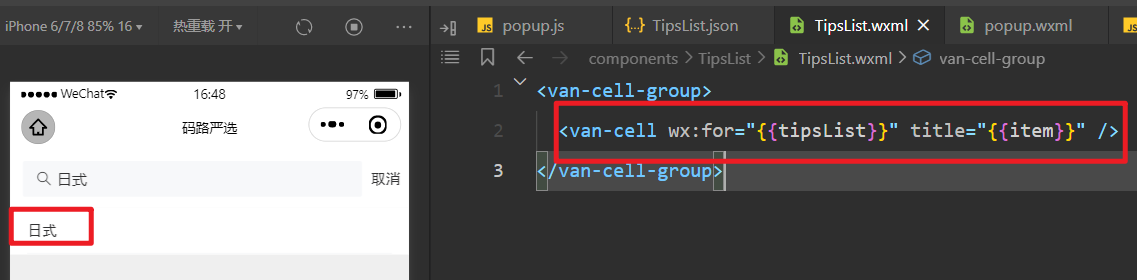 iPhone 6/7/8 85% 16
热重载 开
popup.js
TipsList.json
TipsList.wxml
popup.wxml
JS
components
TipsList
TipsList.wxml
van-cell-group
WeChat
16:48
97%
码路严选
日式
取消
日式
1 <van-cell-group>
2 <van-cell wx:for="{{tipsList}}" title="{{item}}" />
3 </van-cell-group>